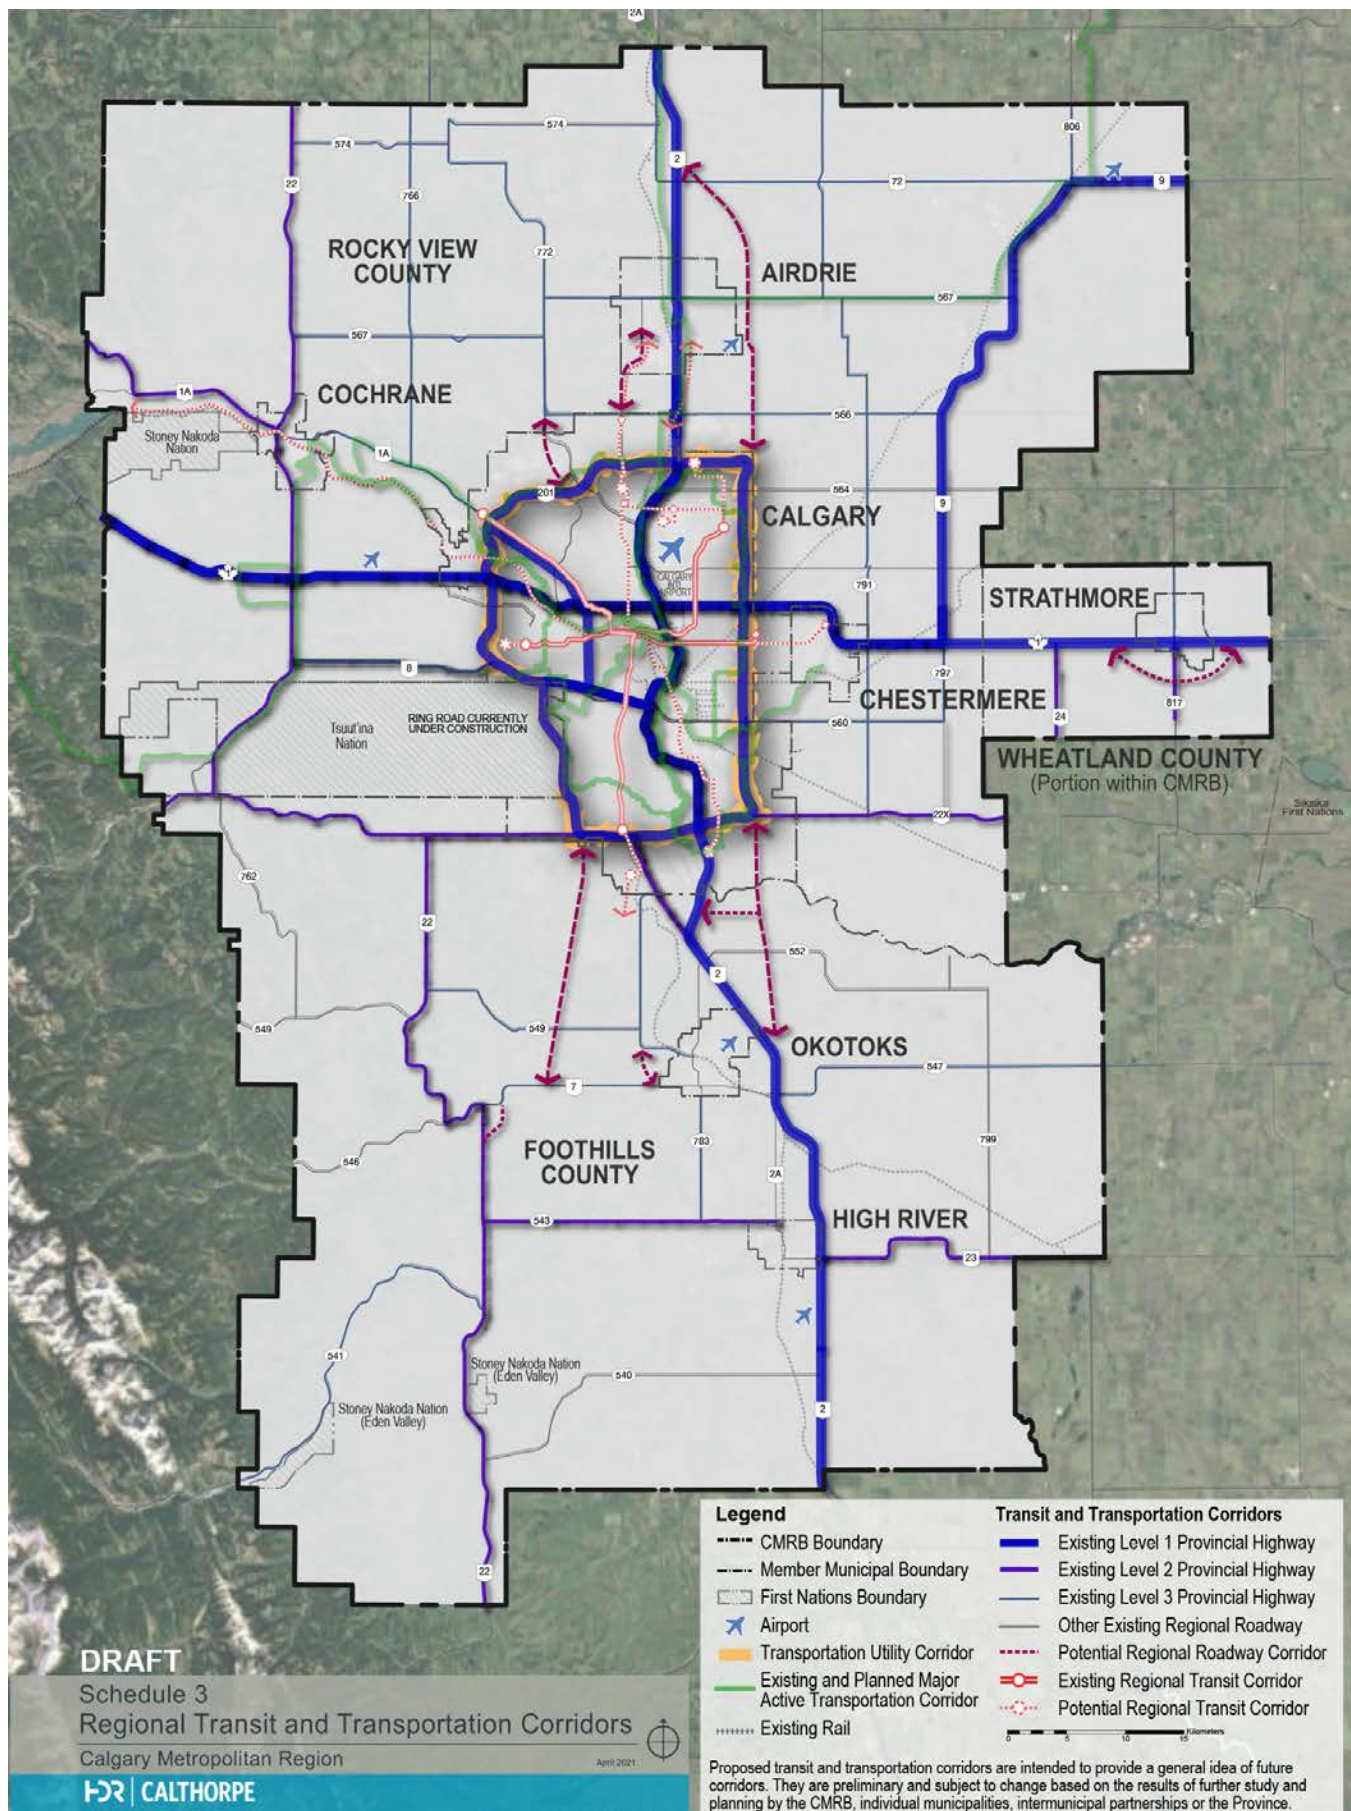 2A
574
574
2
806
22
766
72
9
ROCKY VIEW
COUNTY
772
AIRDRIE
567
567
COCHRANE
1A
566
Stoney Nakoda
Nation
1A
201
564
9
CALGARY
CALGARY
INT'L
AIRPORT
1
791
STRATHMORE
1
8
797
CHESTERMERE
RING ROAD CURRENTLY
UNDER CONSTRUCTION
Tsuut'ina
Nation
560
24
817
WHEATLAND COUNTY
(Portion within CMRB)
Siksika
First Nations
22X
762
22
552
2
549
549
OKOTOKS
547
7
FOOTHILLS
COUNTY
783
799
546
2A
543
HIGH RIVER
23
541
Stoney Nakoda Nation
(Eden Valley)
540
Stoney Nakoda Nation
(Eden Valley)
2
22
Legend
CMRB Boundary
Member Municipal Boundary
First Nations Boundary
Airport
Transportation Utility Corridor
Existing and Planned Major
Active Transportation Corridor
Existing Rail
Transit and Transportation Corridors
Existing Level 1 Provincial Highway
Existing Level 2 Provincial Highway
Existing Level 3 Provincial Highway
Other Existing Regional Roadway
Potential Regional Roadway Corridor
Existing Regional Transit Corridor
Potential Regional Transit Corridor
Kilometers
0 5 10 15
DRAFT
Schedule 3
Regional Transit and Transportation Corridors
Calgary Metropolitan Region
April 2021
HDR | CALTHORPE
Proposed transit and transportation corridors are intended to provide a general idea of future
corridors. They are preliminary and subject to change based on the results of further study and
planning by the CMRB, individual municipalities, intermunicipal partnerships or the Province.